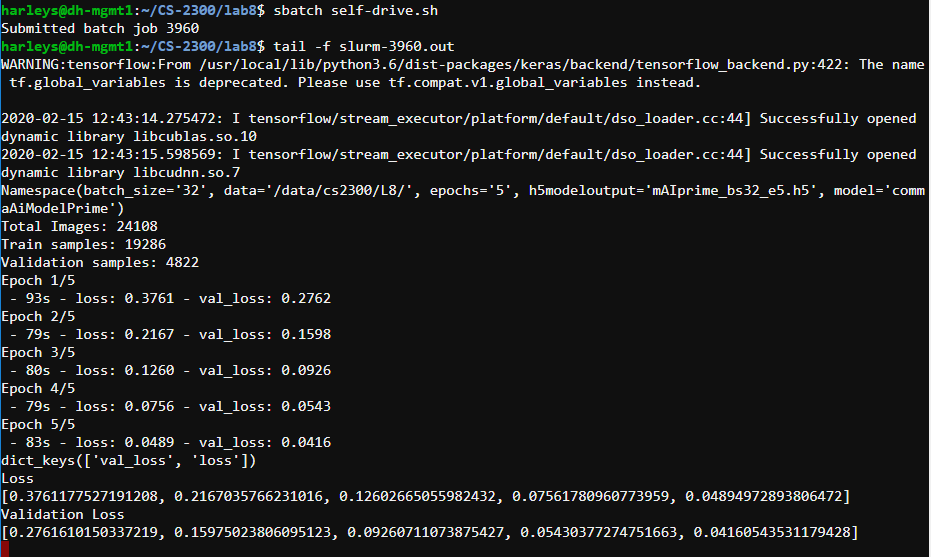 harleys@dh-mgmt1:~/CS-2300/lab8$ sbatch self-drive.sh
Submitted batch job 3960
harleys@dh-mgmt1:~/CS-2300/lab8$ tail -f slurm-3960.out
WARNING:tensorflow:From /usr/local/lib/python3.6/dist-packages/keras/backend/tensorflow_backend.py:422: The name
 tf.global_variables is deprecated. Please use tf.compat.v1.global_variables instead.

2020-02-15 12:43:14.275472: I tensorflow/stream_executor/platform/default/dso_loader.cc:44] Successfully opened
dynamic library libcublas.so.10
2020-02-15 12:43:15.598569: I tensorflow/stream_executor/platform/default/dso_loader.cc:44] Successfully opened
dynamic library libcudnn.so.7
Namespace(batch_size='32', data='/data/cs2300/L8/', epochs='5', h5modeloutput='mAIprime_bs32_e5.h5', model='comm
aAiModelPrime')
Total Images: 24108
Train samples: 19286
Validation samples: 4822
Epoch 1/5
 - 93s - loss: 0.3761 - val_loss: 0.2762
Epoch 2/5
 - 79s - loss: 0.2167 - val_loss: 0.1598
Epoch 3/5
 - 80s - loss: 0.1260 - val_loss: 0.0926
Epoch 4/5
 - 79s - loss: 0.0756 - val_loss: 0.0543
Epoch 5/5
 - 83s - loss: 0.0489 - val_loss: 0.0416
dict_keys(['val_loss', 'loss'])
Loss
[0.3761177527191208, 0.2167035766231016, 0.12602665055982432, 0.07561780960773959, 0.04894972893806472]
Validation Loss
[0.2761610150337219, 0.15975023806095123, 0.09260711073875427, 0.05430377274751663, 0.04160543531179428]